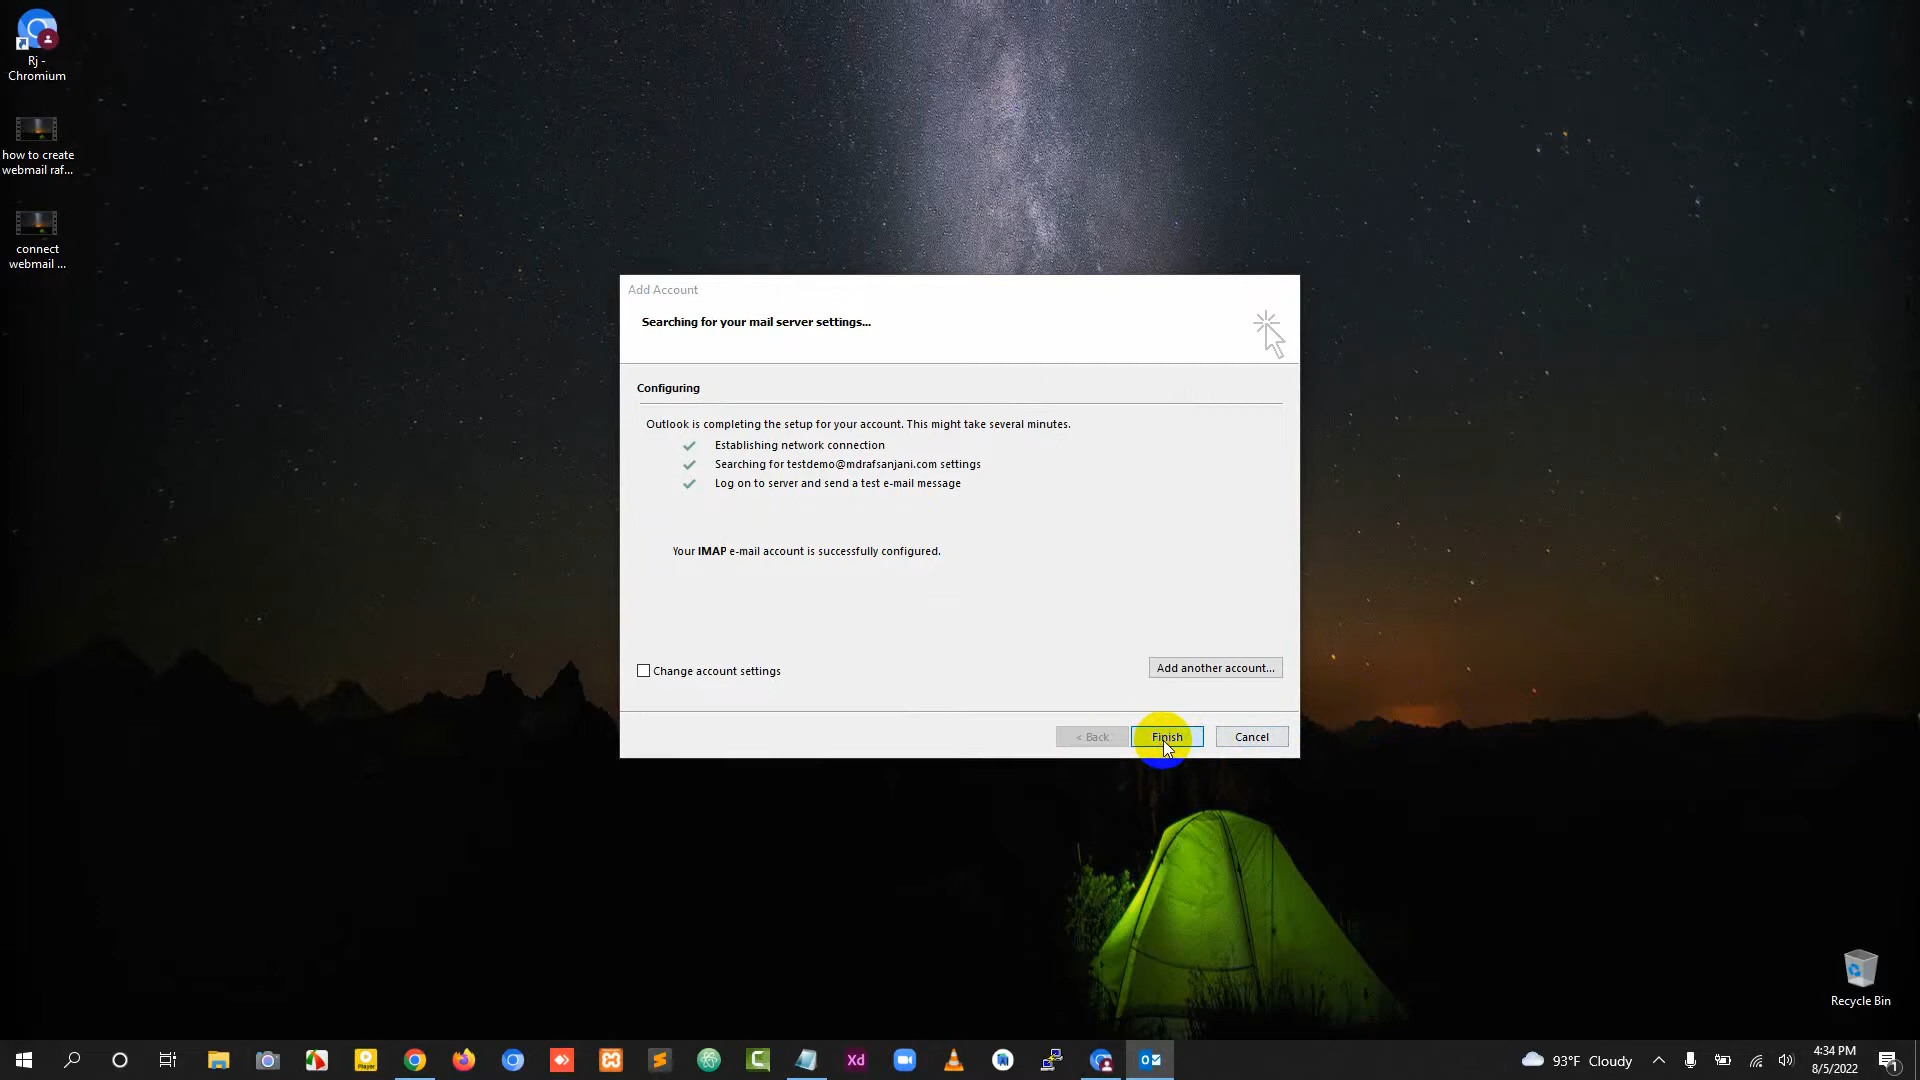 Rj -
Chromium
how to create
webmail raf...
connect
webmail ...
Add Account
Searching for your mail server settings...
Configuring
Outlook is completing the setup for your account. This might take several minutes.
Establishing network connection
Searching for testdemo@mdrafsanjani.com settings
Log on to server and send a test e-mail message
Your IMAP e-mail account is successfully configured.
Change account settings
Add another account...
< Back
Finish
Cancel
Recycle Bin
Player
Xd
93°F Cloudy
4:34 PM
8/5/2022
1